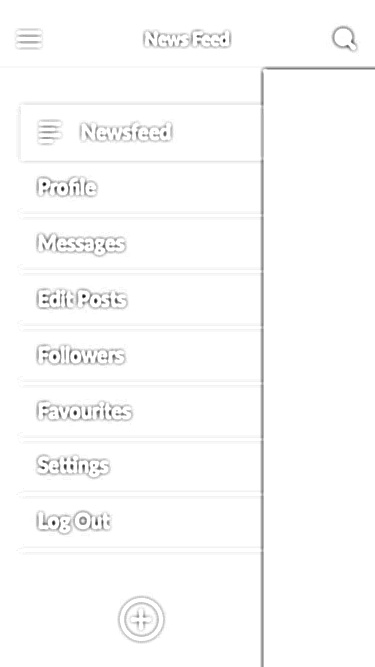 News Feed
Newsfeed
Profile
Messages
Edit Posts
Followers
Favourites
Settings
Log Out